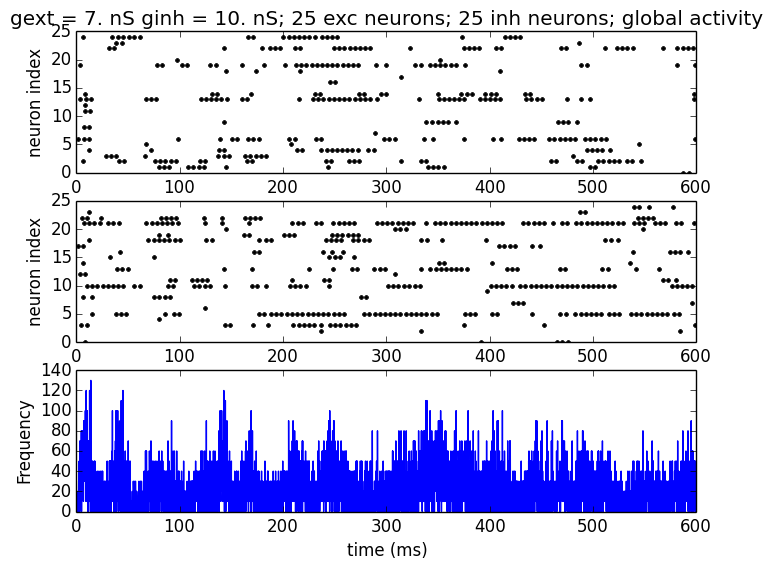 gext = 7. nS ginh = 10. nS; 25 exc neurons; 25 inh neurons; global activity
25
20
15
10
5
0
neuron index
0 100 200 300 400 500 600
25
20
15
10
5
0
neuron index
0 100 200 300 400 500 600
140
120
100
80
60
40
20
0
Frequency
0 100 200 300 400 500 600
time (ms)